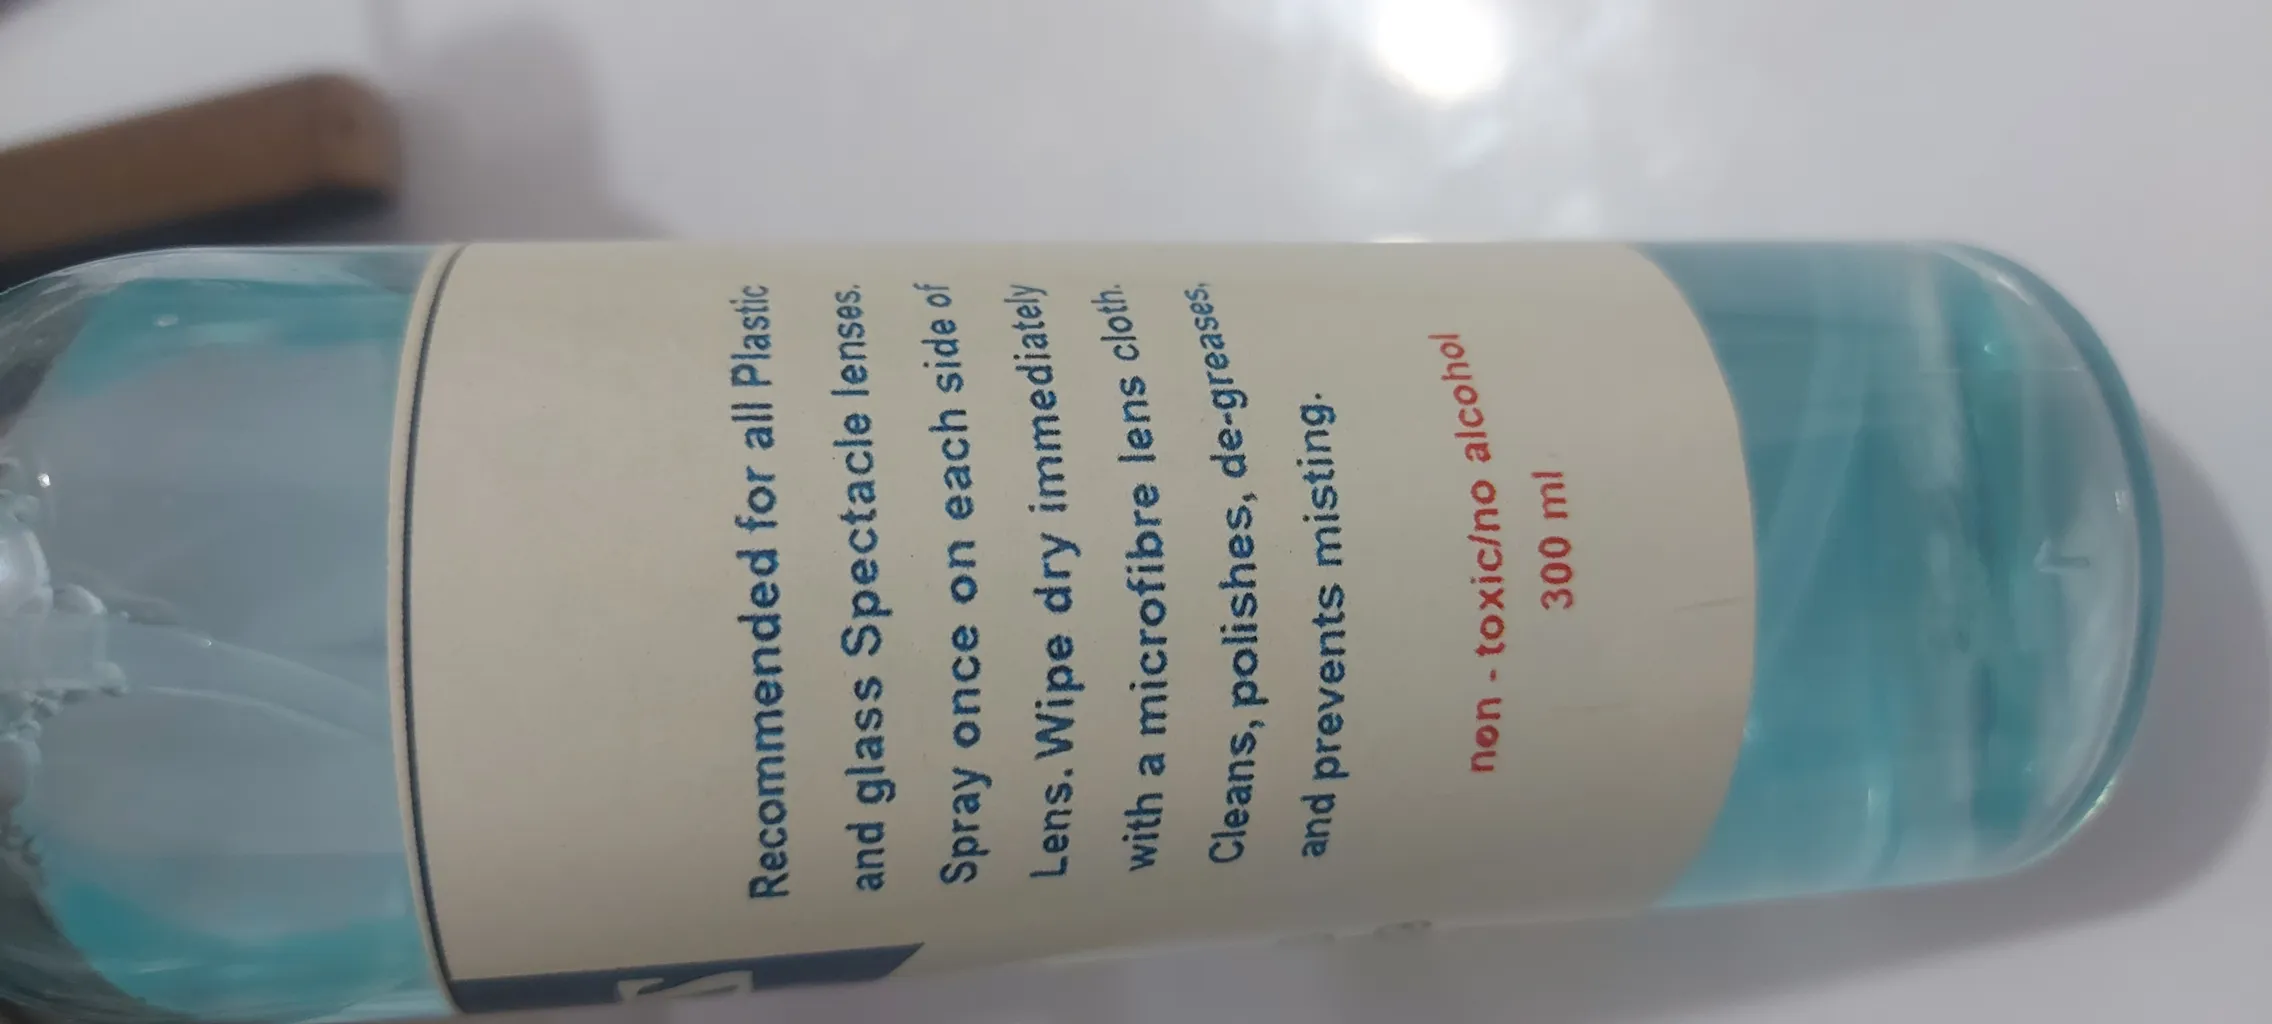 Recommended for all Plastic
and glass Spectacle lenses.
Spray once on each side of
Lens. Wipe dry immediately
with a microfibre lens cloth.
Cleans, polishes, de-greases,
and prevents misting.
non - toxic/no alcohol
300 ml